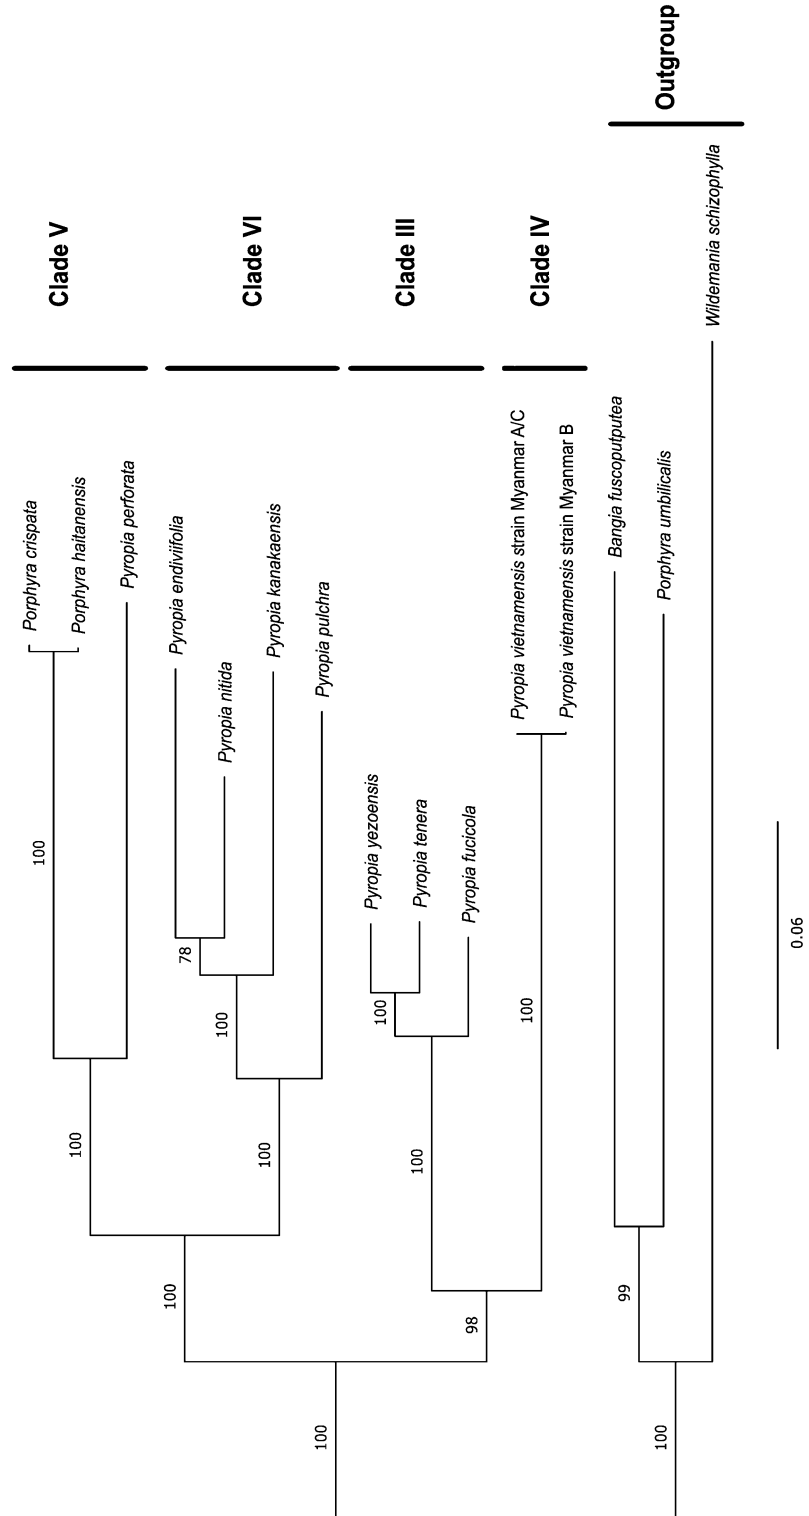 Porphyra crispata
Porphyra haitanensis
Pyropia perforata
Clade V
100
100
Pyropia endiviifolia
Pyropia nitida
Pyropia kanakaensis
Pyropia pulchra
Clade VI
78
100
100
100
Pyropia yezoensis
Pyropia tenera
Pyropia fucicola
Clade III
100
100
Pyropia vietnamensis strain Myanmar A/C
Pyropia vietnamensis strain Myanmar B
Clade IV
100
98
100
Bangia fuscoputputea
Porphyra umbilicalis
Wildemania schizophylla
Outgroup
99
100
0.06